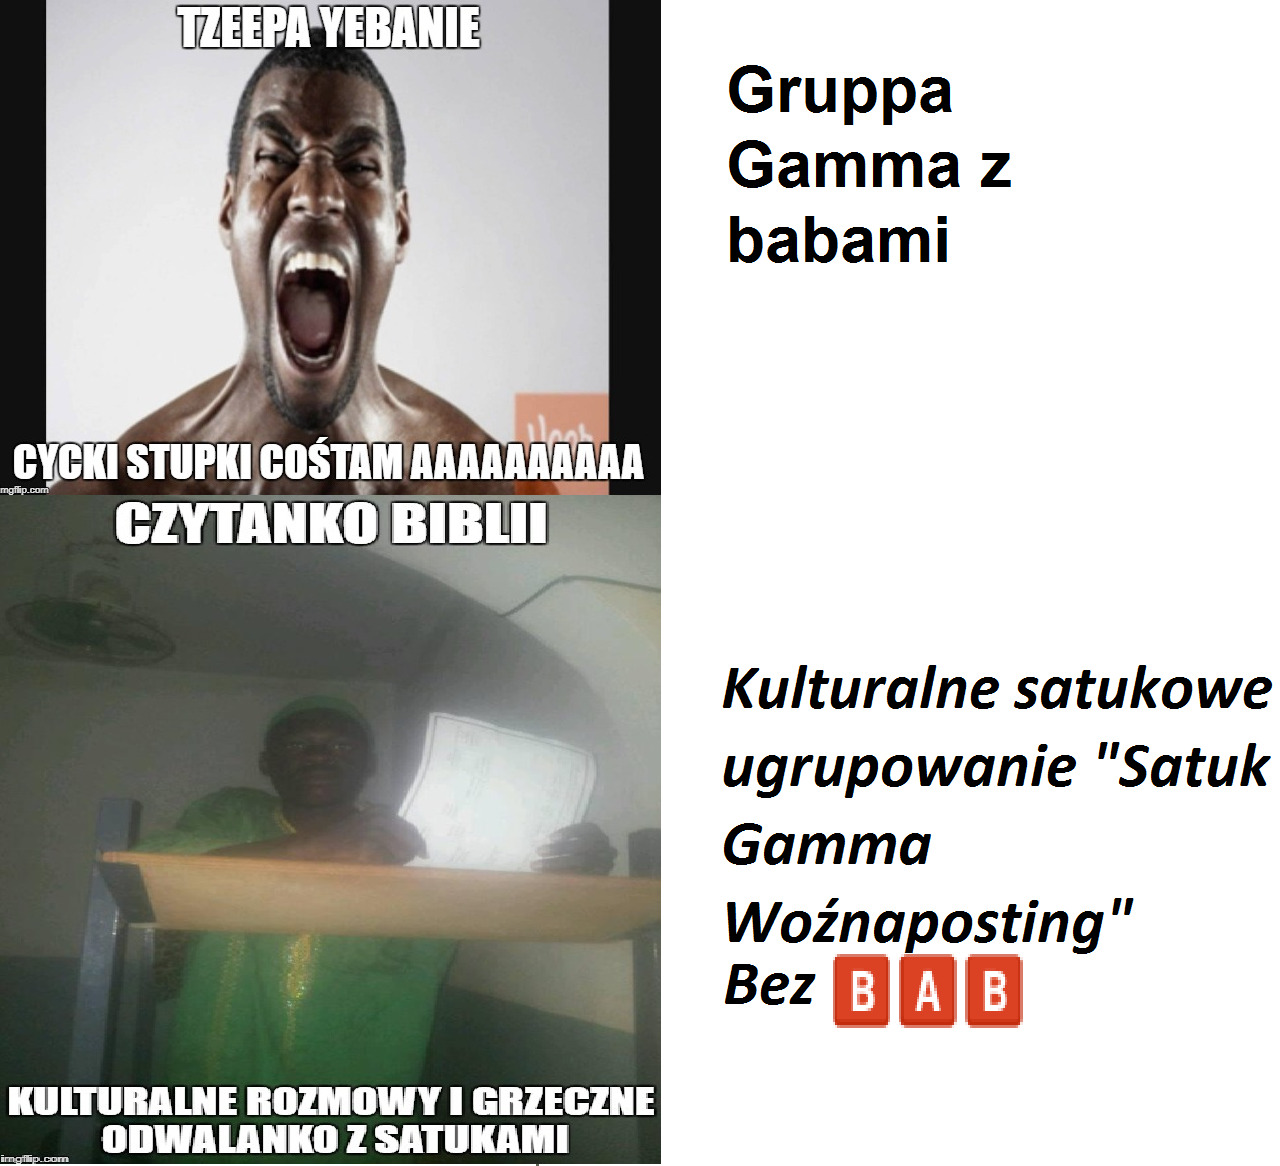 TZEEPA YEBANIE
Gruppa
Gamma z
babami
CYCKI STUPKI COŚTAM AAAAAAAAAA
imgflip.com
CZYTANKO BIBLII
Kulturalne satukowe
ugrupowanie "Satuk
Gamma
Woźnaposting"
Bez BAB
KULTURALNE ROZMOWY I GRZECZNE
ODWALANKO Z SATUKAMI
imgflip.com